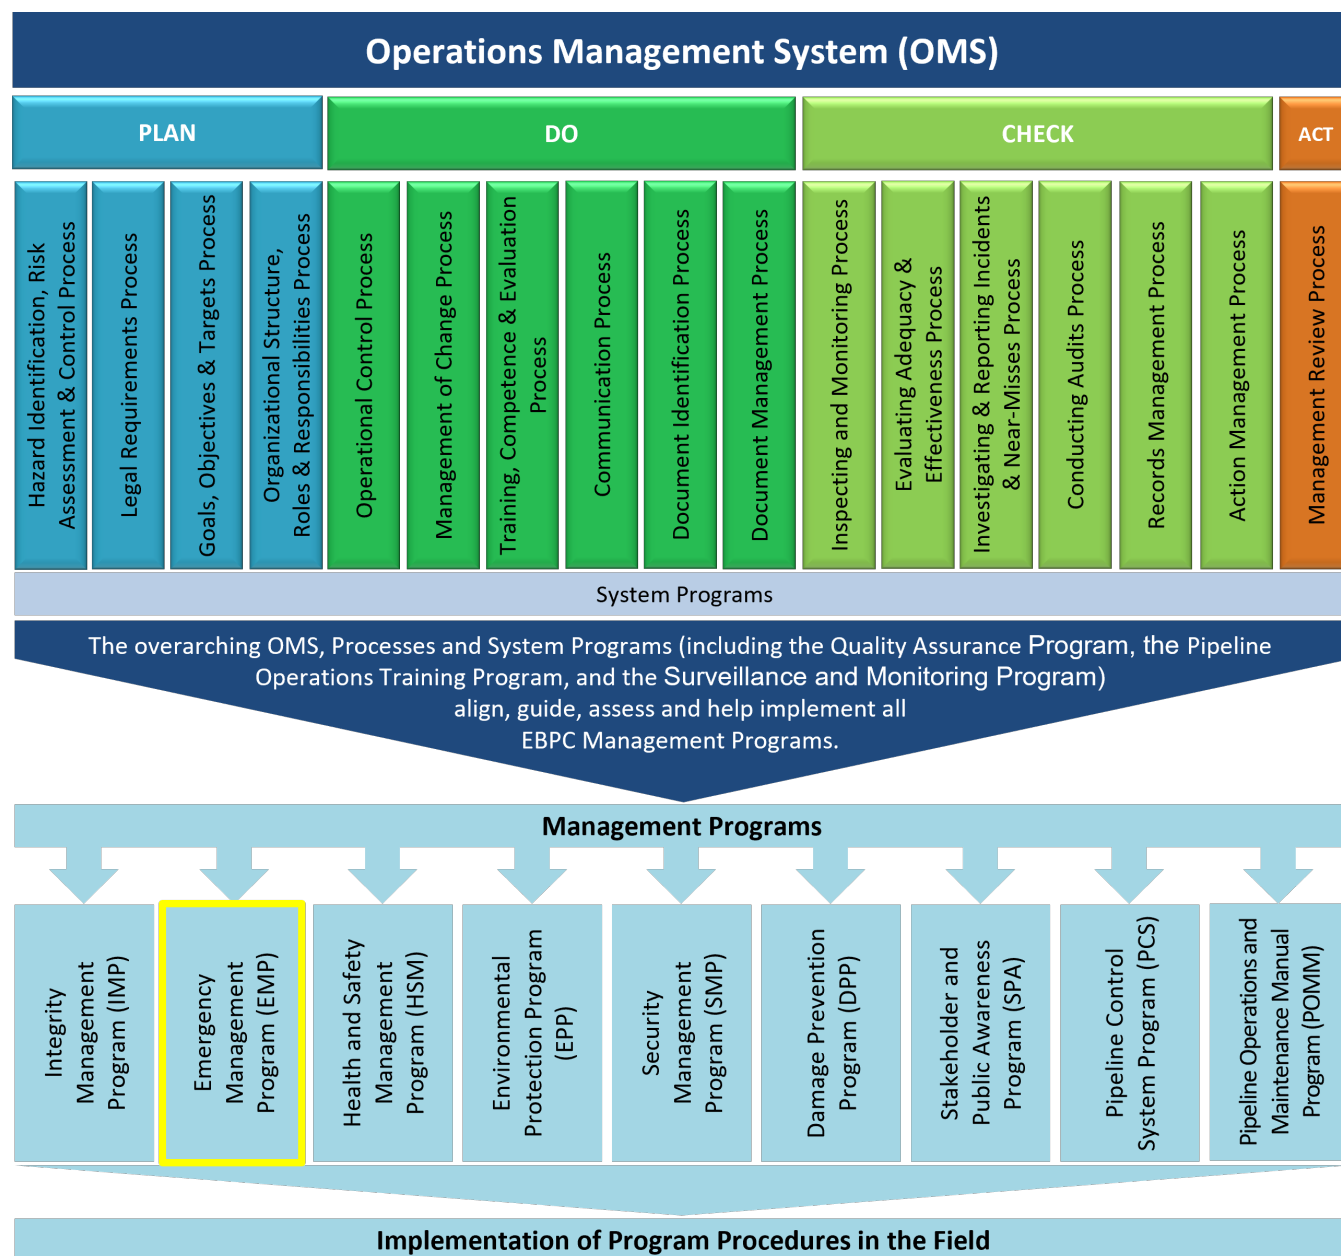 Operations Management System (OMS)
PLAN
DO
CHECK
ACT
Hazard Identification, Risk
Assessment & Control Process
Legal Requirements Process
Goals, Objectives & Targets Process
Organizational Structure,
Roles & Responsibilities Process
Operational Control Process
Management of Change Process
Training, Competence & Evaluation
Process
Communication Process
Document Identification Process
Document Management Process
Inspecting and Monitoring Process
Evaluating Adequacy &
Effectiveness Process
Investigating & Reporting Incidents
& Near-Misses Process
Conducting Audits Process
Records Management Process
Action Management Process
Management Review Process
System Programs
The overarching OMS, Processes and System Programs (including the Quality Assurance Program, the Pipeline
Operations Training Program, and the Surveillance and Monitoring Program)
align, guide, assess and help implement all
EBPC Management Programs.
Management Programs
Integrity
Management
Program (IMP)
Emergency
Management
Program (EMP)
Health and Safety
Management
Program (HSM)
Environmental
Protection Program
(EPP)
Security
Management
Program (SMP)
Damage Prevention
Program (DPP)
Stakeholder and
Public Awareness
Program (SPA)
Pipeline Control
System Program (PCS)
Pipeline Operations and
Maintenance Manual
Program (POMM)
Implementation of Program Procedures in the Field